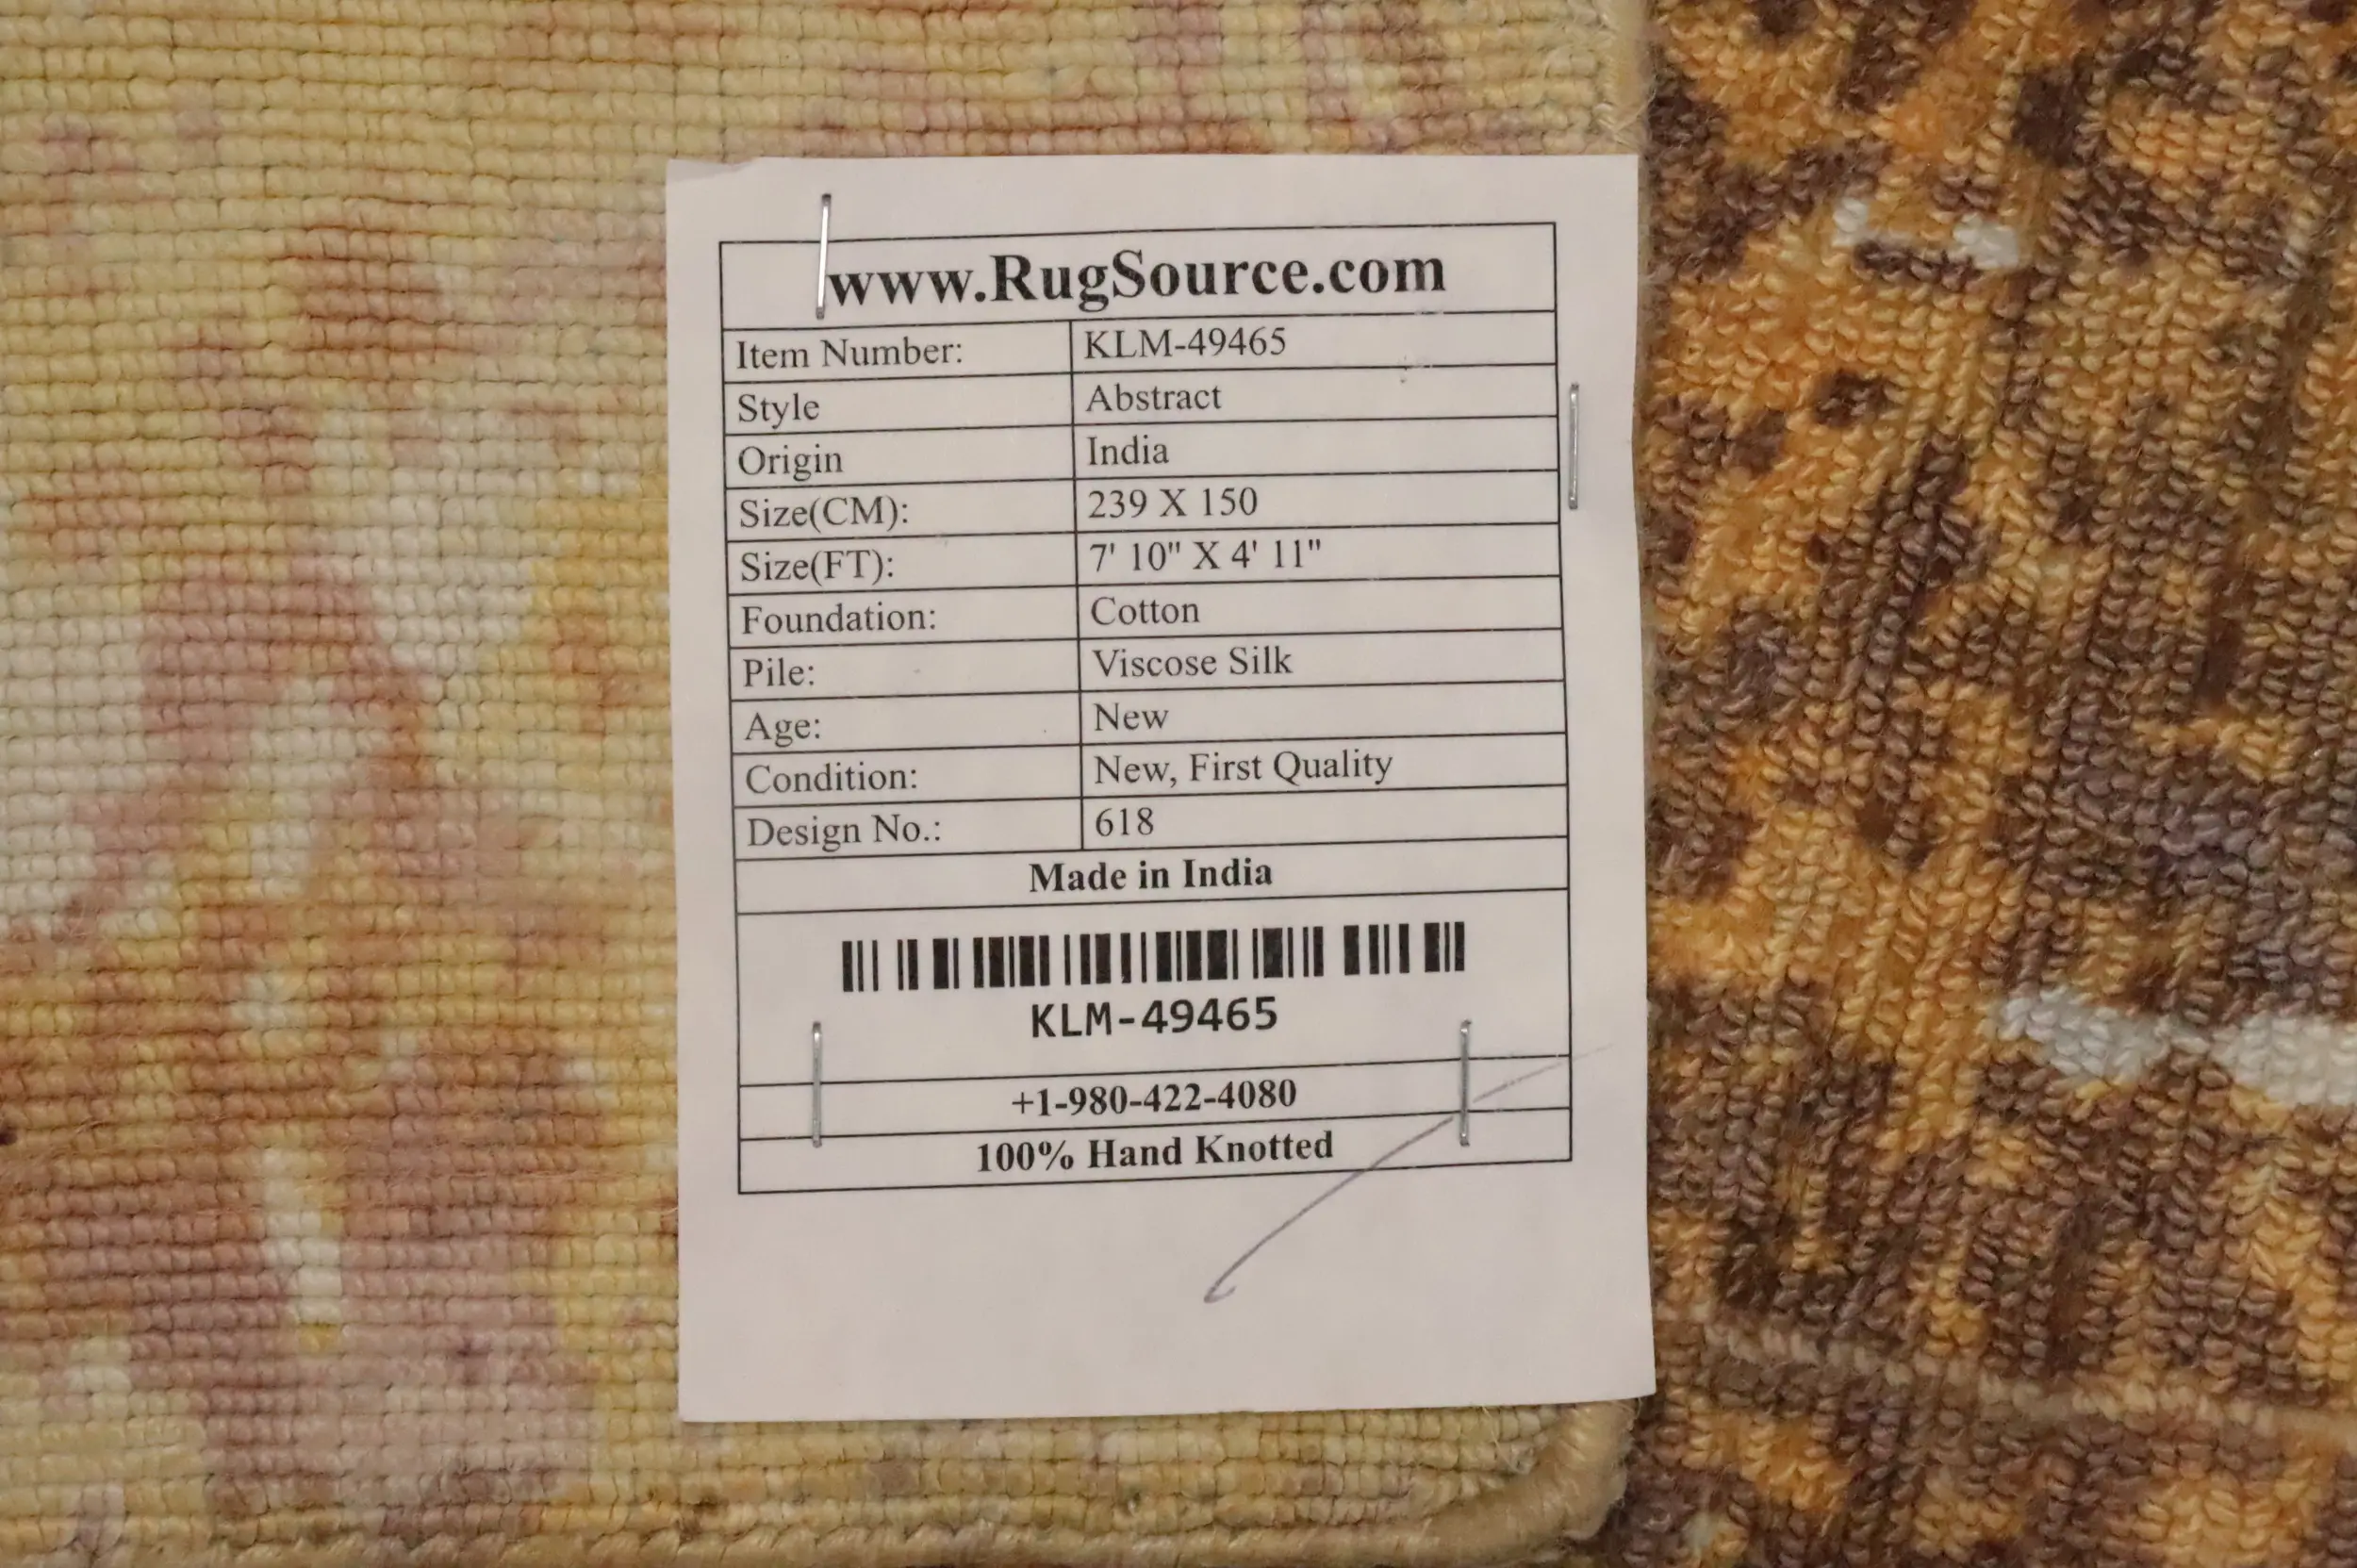 www.RugSource.com
Item Number: KLM-49465
Style Abstract
Origin India
Size(CM): 239 X 150
Size(FT): 7' 10" X 4' 11"
Foundation: Cotton
Pile: Viscose Silk
Age: New
Condition: New, First Quality
Design No.: 618
Made in India
KLM-49465
+1-980-422-4080
100% Hand Knotted